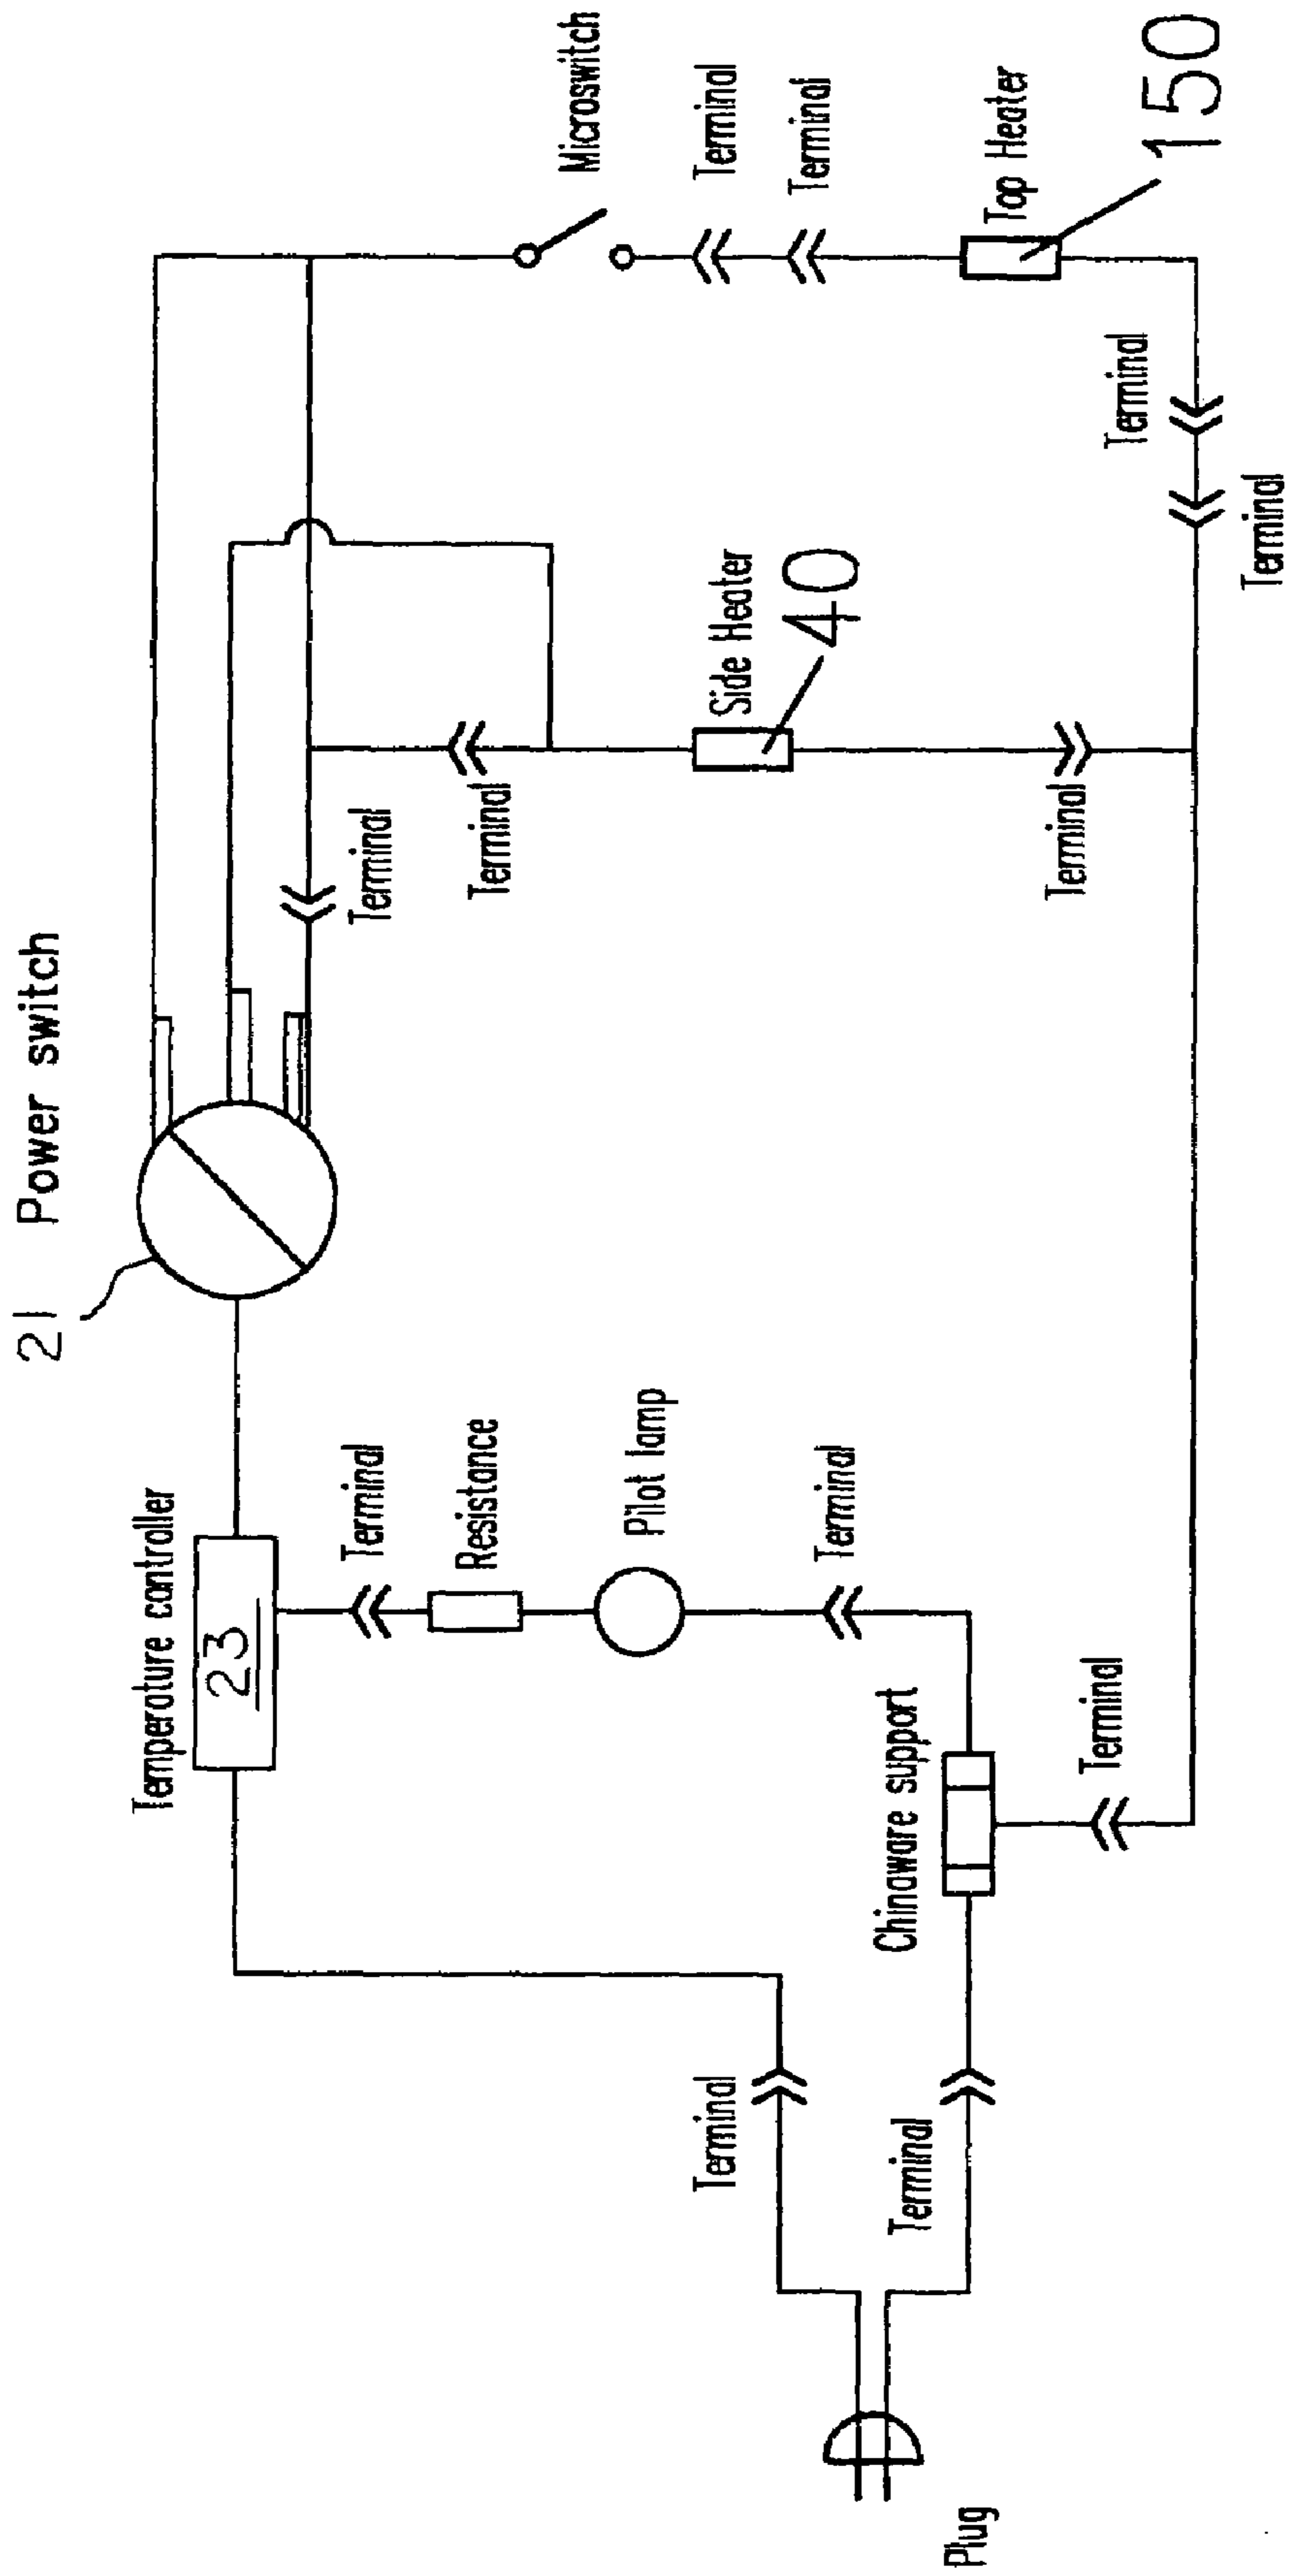 21 Power switch
Temperature controller
23
Terminal
Resistance
Pilot lamp
Terminal
Chinaware support
Terminal
Terminal
Terminal
Plug
Terminal
Terminal
Side Heater
40
Terminal
Microswitch
Terminal
Terminal
Top Heater
150
Terminal
Terminal